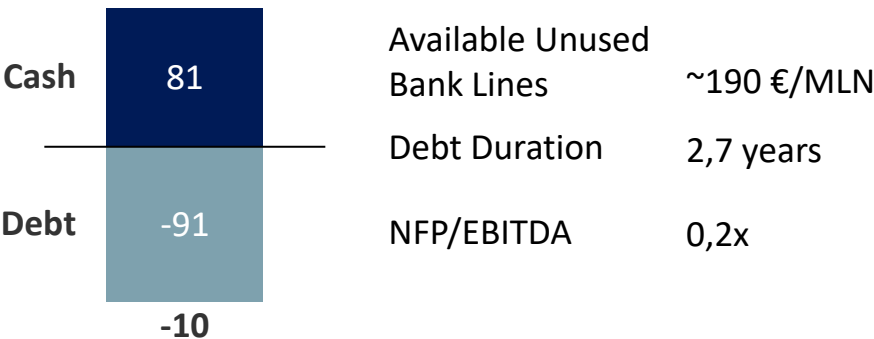 Cash
81
Debt
-91
-10
Available Unused
Bank Lines
~190 €/MLN
Debt Duration
2,7 years
NFP/EBITDA
0,2x